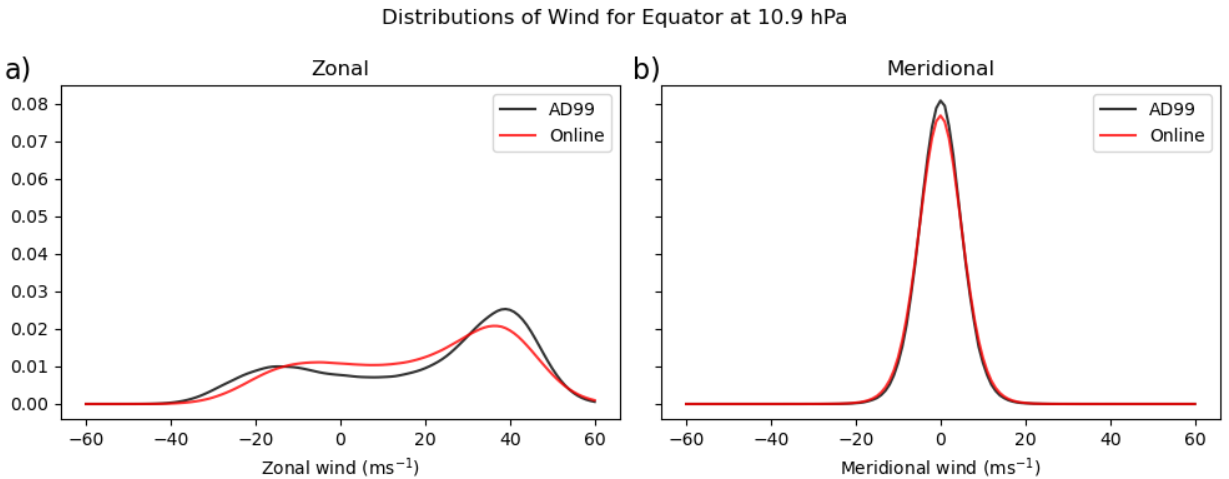 Distributions of Wind for Equator at 10.9 hPa
a)
Zonal
0.08
0.07
0.06
0.05
0.04
0.03
0.02
0.01
0.00
AD99
Online
−60 −40 −20 0 20 40 60
Zonal wind (ms⁻¹)
b)
Meridional
AD99
Online
−60 −40 −20 0 20 40 60
Meridional wind (ms⁻¹)